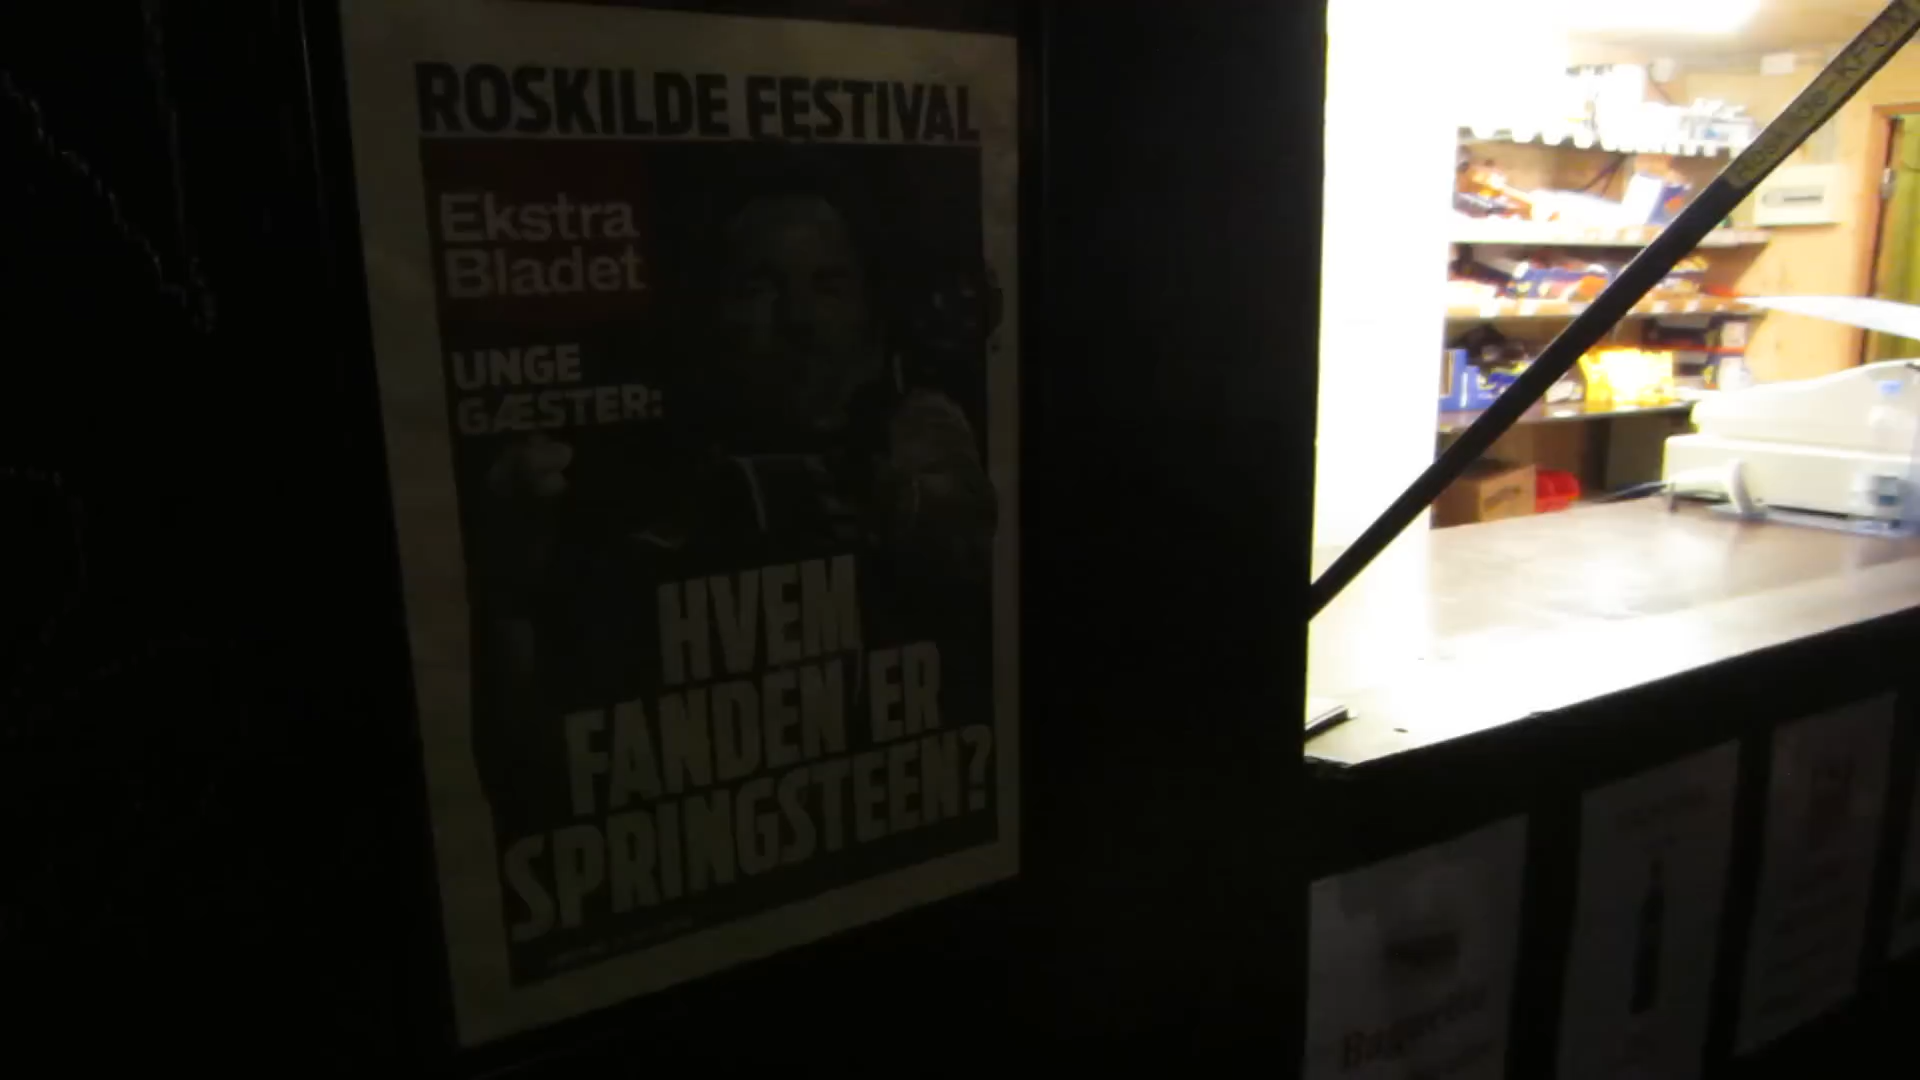 ROSKILDE FESTIVAL
Ekstra
Bladet
UNGE
GÆSTER:
HVEM
FANDEN ER
SPRINGSTEEN?